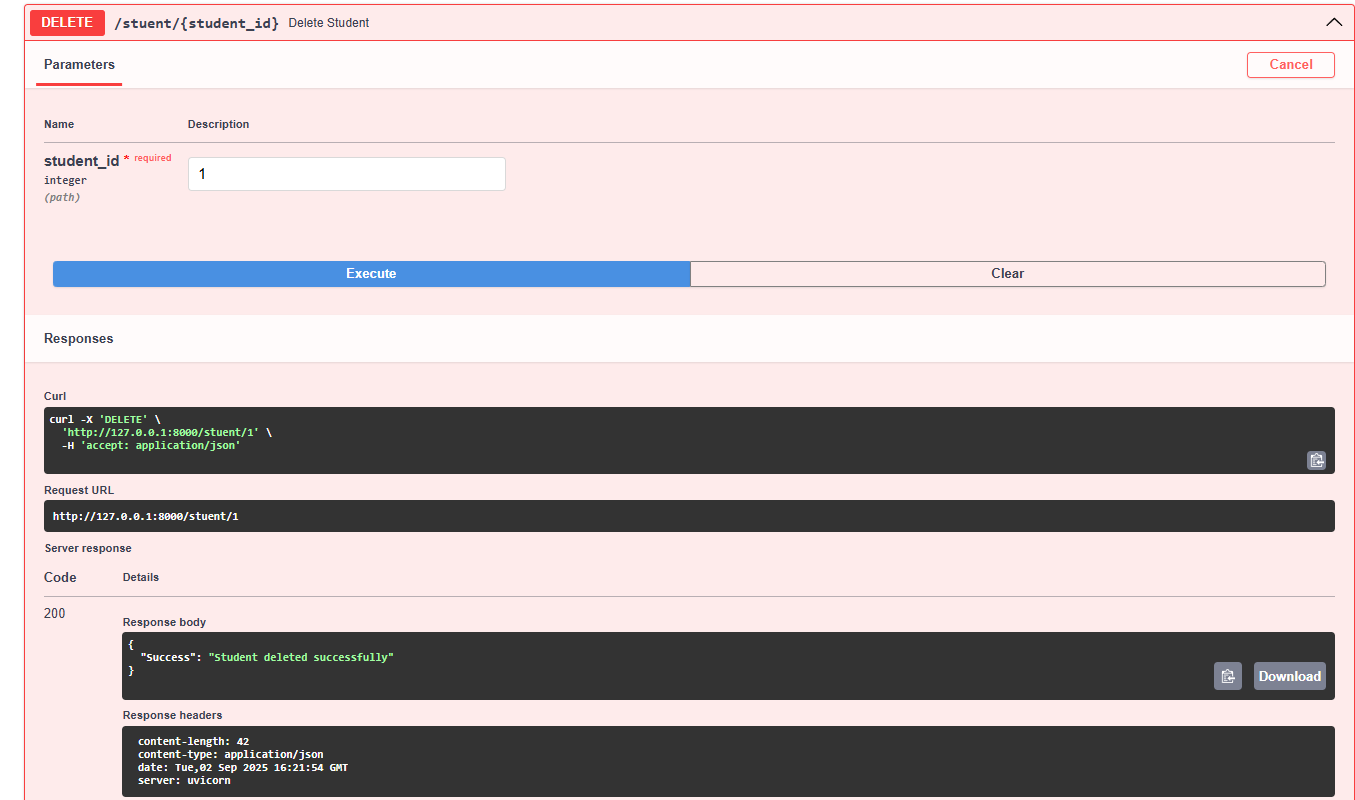 DELETE /stuent/{student_id} Delete Student
Parameters Cancel
Name Description
student_id * required 1
integer
(path)
Execute Clear
Responses
Curl
curl -X 'DELETE' \
  'http://127.0.0.1:8000/stuent/1' \
  -H 'accept: application/json'
Request URL
http://127.0.0.1:8000/stuent/1
Server response
Code Details
200
Response body
{
  "Success": "Student deleted successfully"
}
Download
Response headers
content-length: 42
content-type: application/json
date: Tue,02 Sep 2025 16:21:54 GMT
server: uvicorn